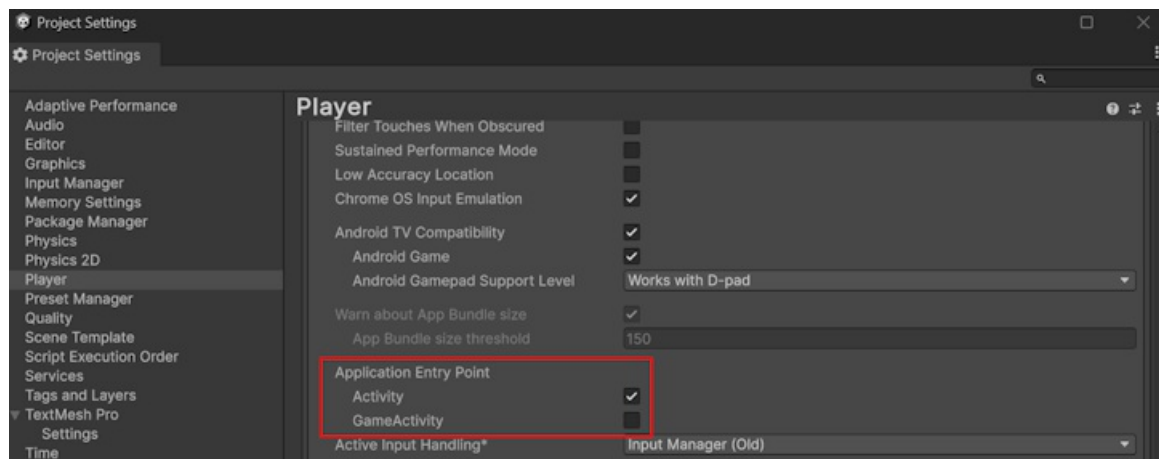 Project Settings
Project Settings
Adaptive Performance
Audio
Editor
Graphics
Input Manager
Memory Settings
Package Manager
Physics
Physics 2D
Player
Preset Manager
Quality
Scene Template
Script Execution Order
Services
Tags and Layers
TextMesh Pro
Settings
Time
Player
Filter Touches When Obscured
Sustained Performance Mode
Low Accuracy Location
Chrome OS Input Emulation
Android TV Compatibility
Android Game
Android Gamepad Support Level Works with D-pad
Warn about App Bundle size
App Bundle size threshold 150
Application Entry Point
Activity
GameActivity
Active Input Handling* Input Manager (Old)